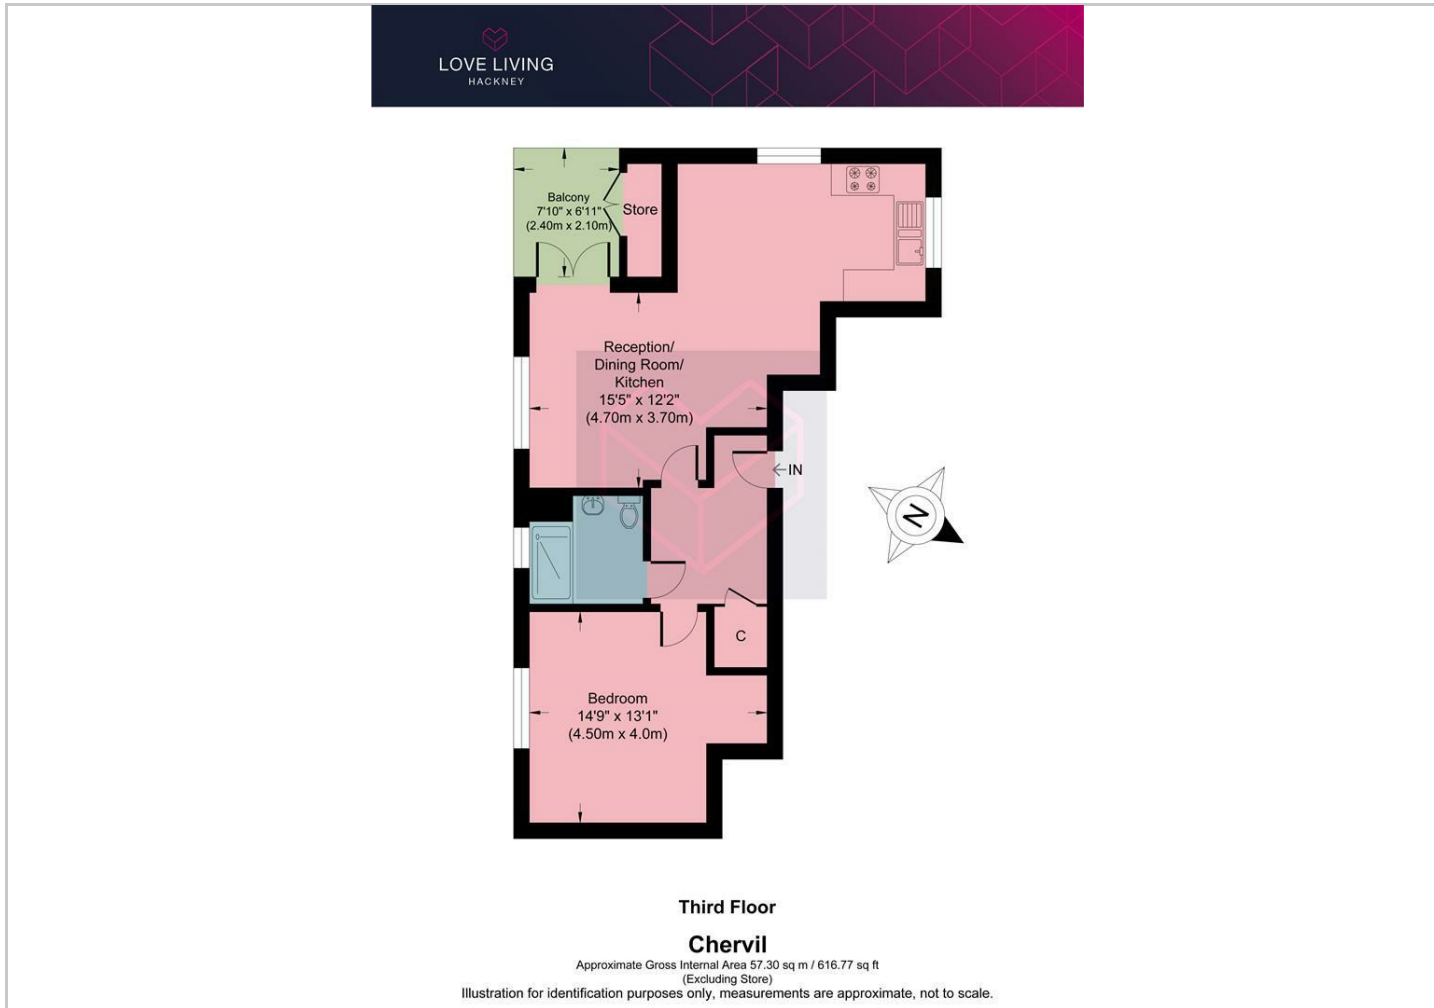 LOVE LIVING
HACKNEY
Balcony
7'10" x 6'11"
(2.40m x 2.10m)
Store
Reception/
Dining Room/
Kitchen
15'5" x 12'2"
(4.70m x 3.70m)
IN
N
C
Bedroom
14'9" x 13'1"
(4.50m x 4.0m)
Third Floor
Chervil
Approximate Gross Internal Area 57.30 sq m / 616.77 sq ft
(Excluding Store)
Illustration for identification purposes only, measurements are approximate, not to scale.